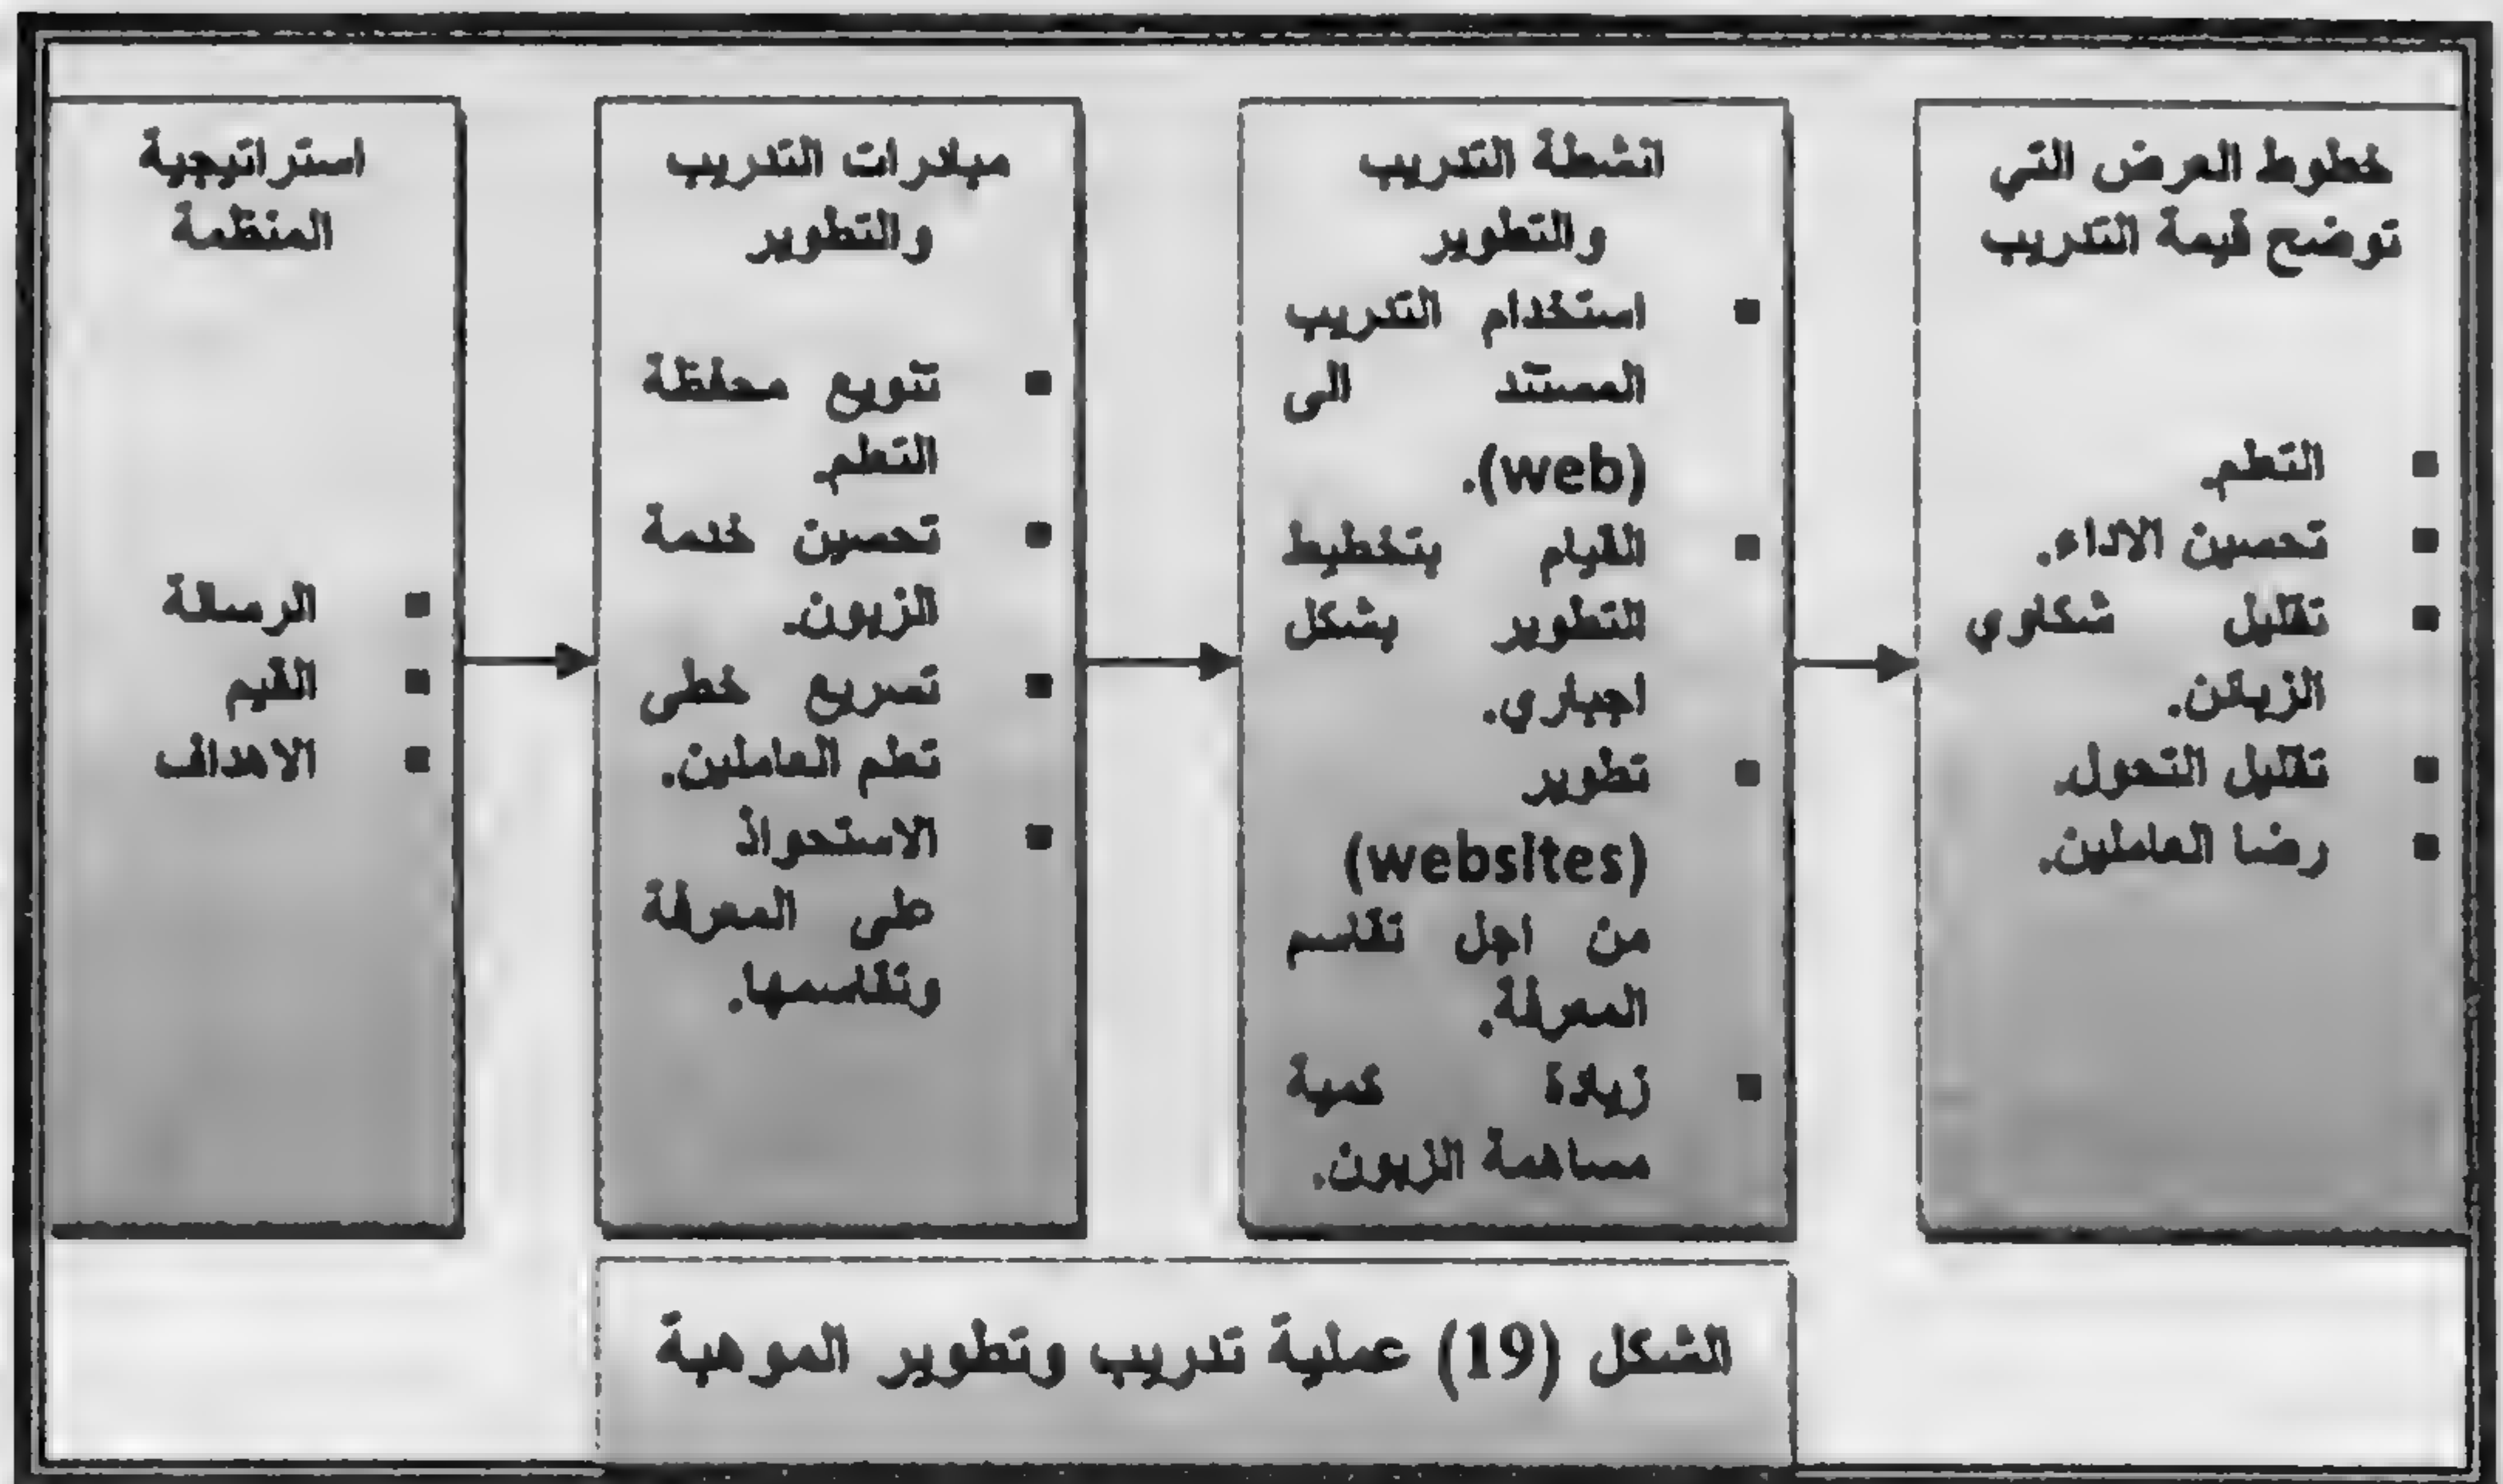 استراتيجية
المنظمة
الرسالة
القيم
الاهداف
مبادرات التدريب
والتطوير
تنويع محفظة
التعلم.
تحسين خدمة
الزبون.
تسريع خطى
تعلم العاملين.
الاستحواذ
على المعرفة
وتقاسمها.
انشطة التدريب
والتطوير
استخدام التدريب
المستند الى
(web).
القيام بتخطيط
التطوير بشكل
اجباري.
تطوير
(websites)
من اجل تقاسم
المعرفة.
زيادة كمية
مساهمة الزبون.
خطوط العرض التي
توضح قيمة التدريب
التعلم.
تحسين الاداء.
تقليل شكاوي
الزبائن.
تقليل التحول.
رضا العاملين.
الشكل (19) عملية تدريب وتطوير الموهبة